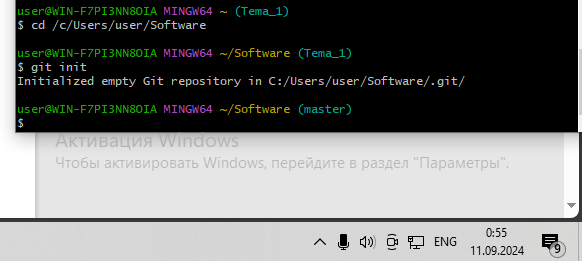 user@WIN-F7PI3NN8OIA MINGW64 ~ (Tema_1)
$ cd /c/Users/user/Software
user@WIN-F7PI3NN8OIA MINGW64 ~/Software (Tema_1)
$ git init
Initialized empty Git repository in C:/Users/user/Software/.git/
user@WIN-F7PI3NN8OIA MINGW64 ~/Software (master)
$
Активация Windows
Чтобы активировать Windows, перейдите в раздел "Параметры".
ENG
0:55
11.09.2024
9